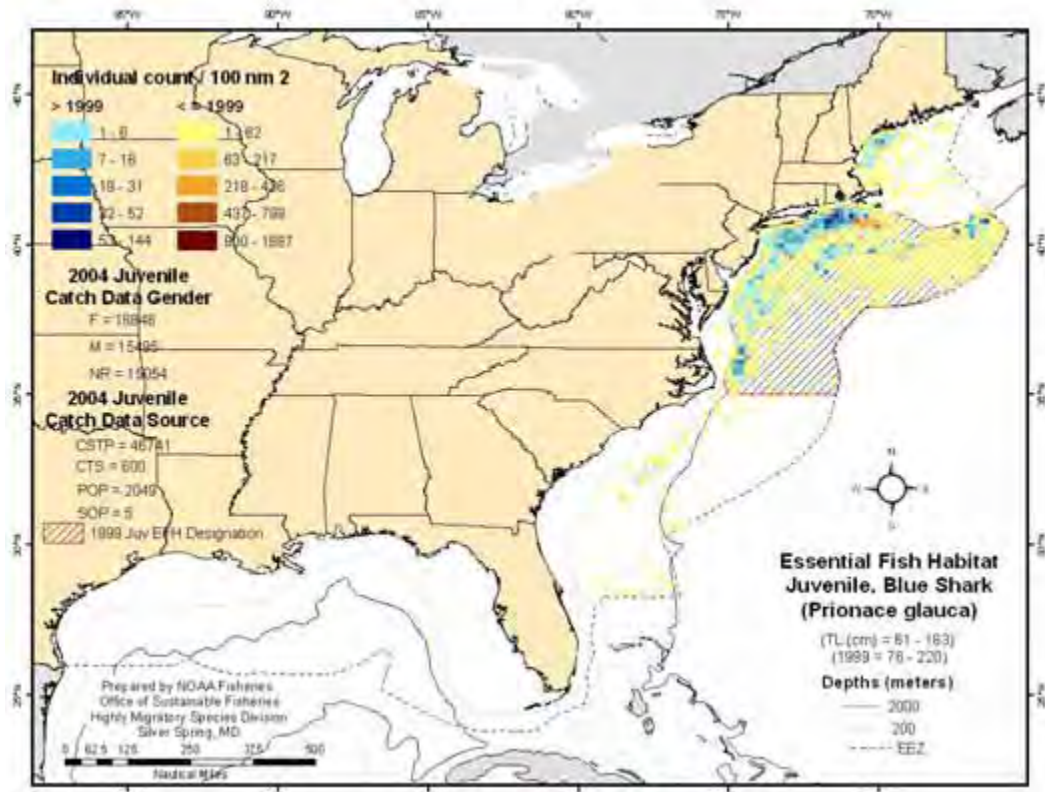 Individual count / 100 nm 2
> 1999 < = 1999
1 - 6 1 - 62
7 - 18 63 - 217
19 - 31 218 - 436
32 - 52 437 - 799
53 - 144 800 - 1887
2004 Juvenile
Catch Data Gender
F = 16848
M = 15495
NR = 15054
2004 Juvenile
Catch Data Source
CSTP = 46741
CTS = 600
POP = 2049
SOP = 5
1999 Juv EFH Designation
Prepared by NOAA Fisheries
Office of Sustainable Fisheries
Highly Migratory Species Division
Silver Spring, MD
0 62.5 125 250 375 500
Nautical Miles
N
W E
S
Essential Fish Habitat
Juvenile, Blue Shark
(Prionace glauca)
(TL (cm) = 61 - 183)
(1999 = 76 - 220)
Depths (meters)
2000
200
EEZ